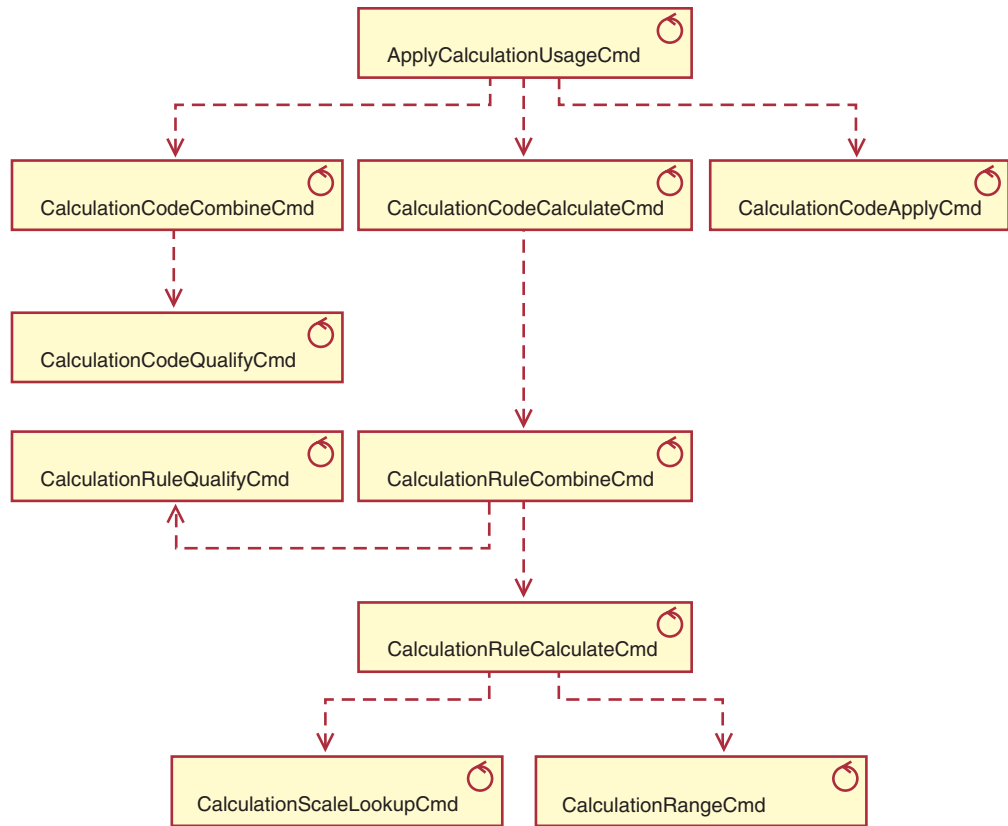 ApplyCalculationUsageCmd
CalculationCodeCombineCmd
CalculationCodeCalculateCmd
CalculationCodeApplyCmd
CalculationCodeQualifyCmd
CalculationRuleQualifyCmd
CalculationRuleCombineCmd
CalculationRuleCalculateCmd
CalculationScaleLookupCmd
CalculationRangeCmd